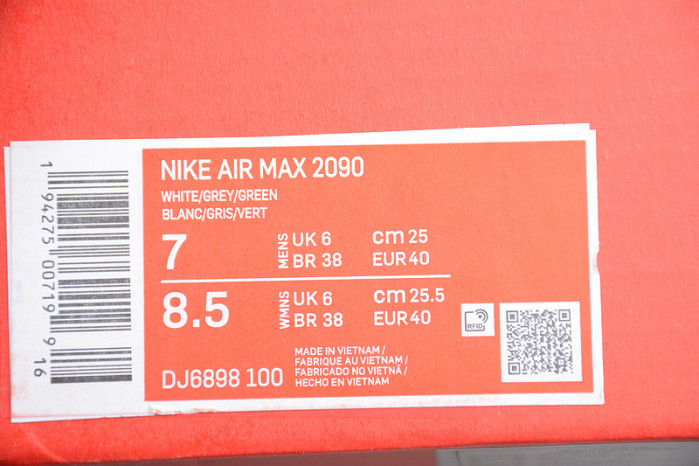 NIKE AIR MAX 2090
WHITE/GREY/GREEN
BLANC/GRIS/VERT
7 MENS UK 6 cm 25
BR 38 EUR 40
8.5 WMNS UK 6 cm 25.5
BR 38 EUR 40
RFID
DJ6898 100
MADE IN VIETNAM /
FABRIQUE AU VIETNAM /
FABRICADO NO VIETNÃ /
HECHO EN VIETNAM
1 94275 00719 9 16